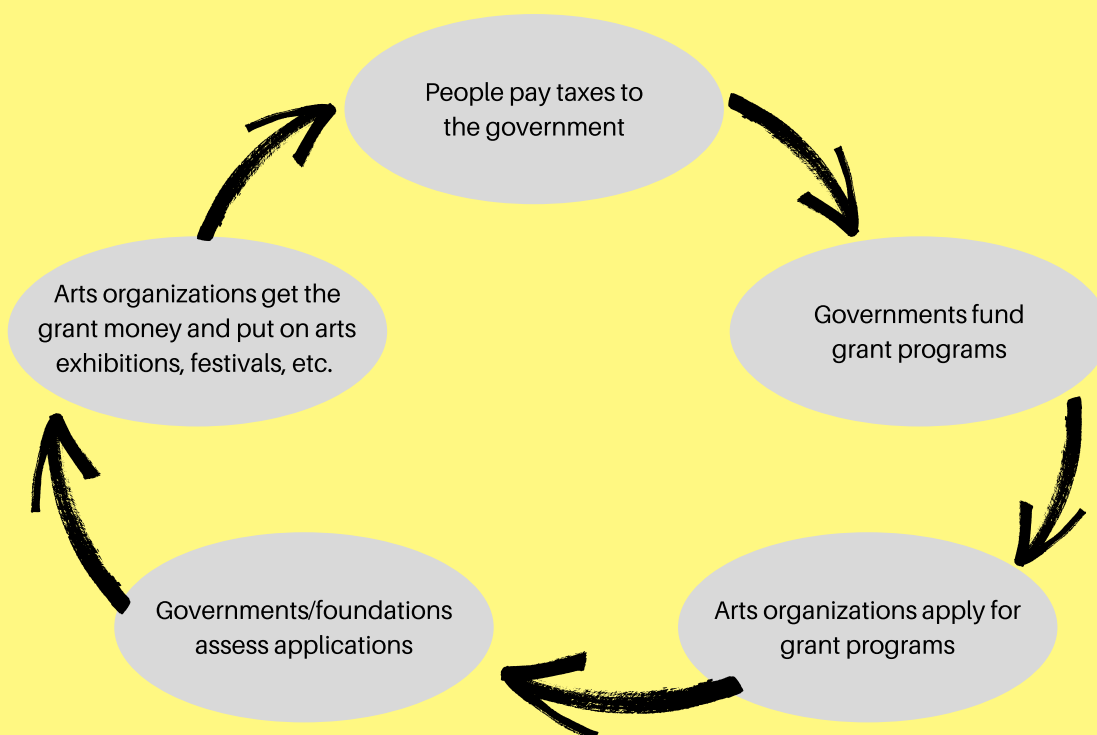 People pay taxes to
the government
Governments fund
grant programs
Arts organizations apply for
grant programs
Governments/foundations
assess applications
Arts organizations get the
grant money and put on arts
exhibitions, festivals, etc.